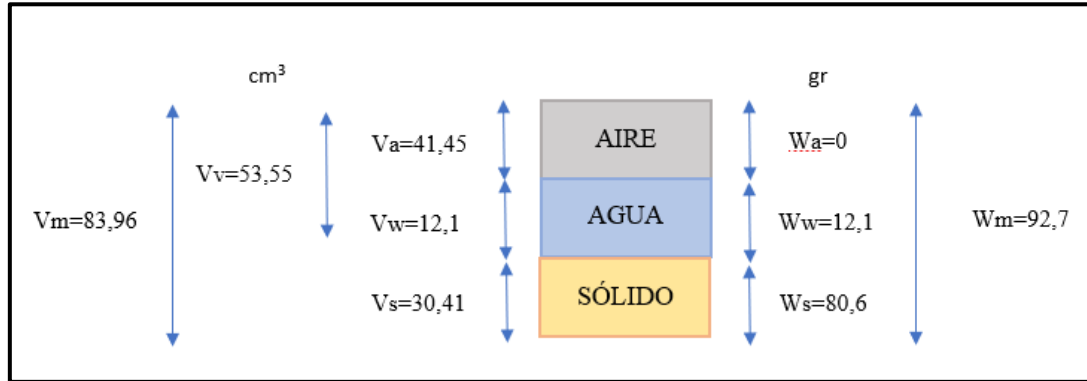 cm³ gr
Va=41,45 AIRE Wa=0
Vv=53,55
Vm=83,96 Vw=12,1 AGUA Ww=12,1 Wm=92,7
Vs=30,41 SÓLIDO Ws=80,6